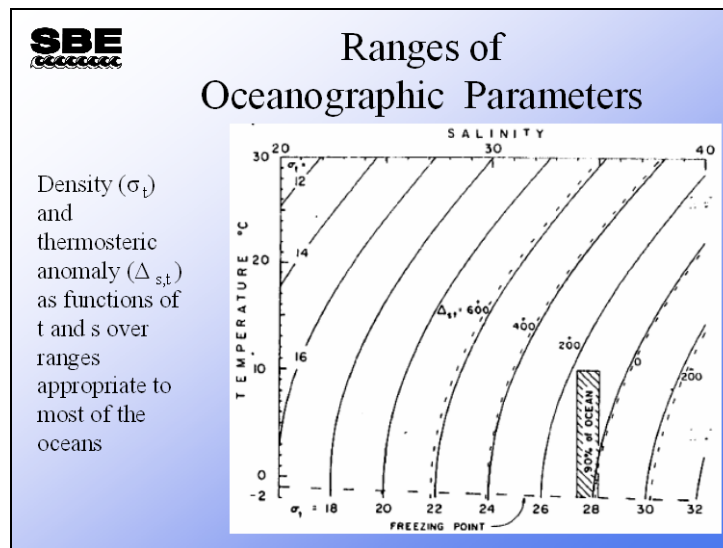 SBE
Ranges of
Oceanographic Parameters
Density (σt)
and
thermosteric
anomaly (Δ s,t)
as functions of
t and s over
ranges
appropriate to
most of the
oceans
SALINITY
20 30 40
TEMPERATURE °C
30
20
10
0
-2
σt =
12
14
16
Δst = 600
400
200
0
-200
90% of OCEAN
σt = 18 20 22 24 26 28 30 32
FREEZING POINT